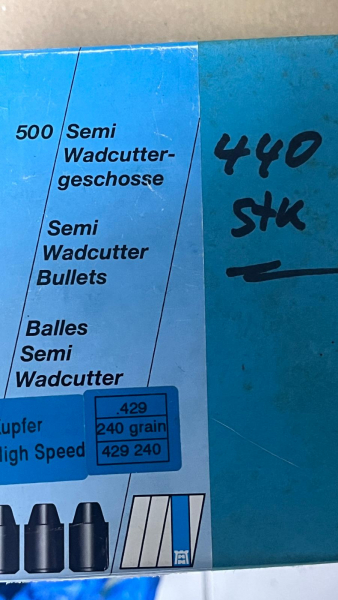 500 Semi
Wadcutter-
geschosse
440
Stk
Semi
Wadcutter
Bullets
Balles
Semi
Wadcutter
upfer
High Speed
.429
240 grain
429 240